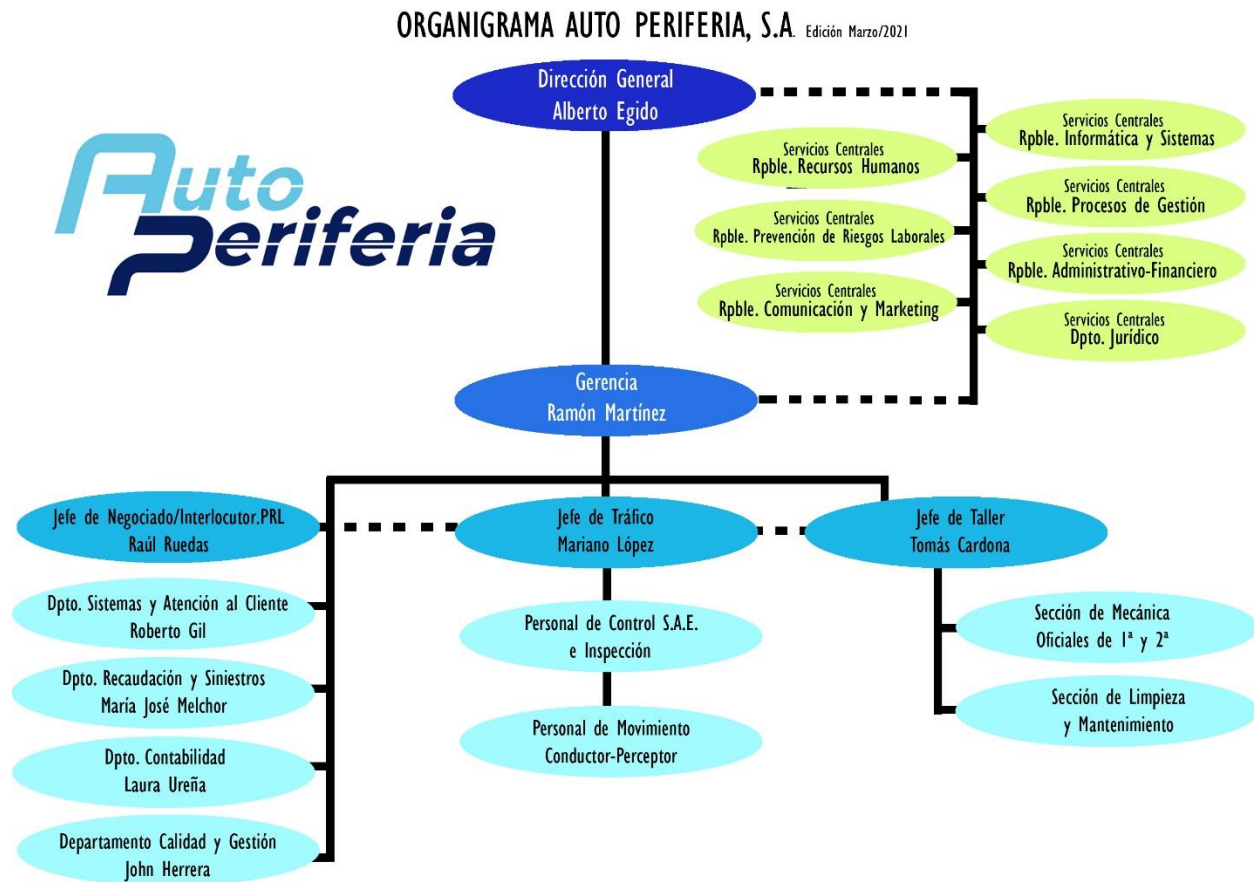 ORGANIGRAMA AUTO PERIFERIA, S.A. Edición Marzo/2021
Dirección General
Alberto Egido
Auto
Periferia
Servicios Centrales
Rpble. Informática y Sistemas
Servicios Centrales
Rpble. Recursos Humanos
Servicios Centrales
Rpble. Procesos de Gestión
Servicios Centrales
Rpble. Prevención de Riesgos Laborales
Servicios Centrales
Rpble. Administrativo-Financiero
Servicios Centrales
Rpble. Comunicación y Marketing
Servicios Centrales
Dpto. Jurídico
Gerencia
Ramón Martínez
Jefe de Negociado/Interlocutor.PRL
Raúl Ruedas
Jefe de Tráfico
Mariano López
Jefe de Taller
Tomás Cardona
Dpto. Sistemas y Atención al Cliente
Roberto Gil
Dpto. Recaudación y Siniestros
María José Melchor
Dpto. Contabilidad
Laura Ureña
Departamento Calidad y Gestión
John Herrera
Personal de Control S.A.E.
e Inspección
Personal de Movimiento
Conductor-Perceptor
Sección de Mecánica
Oficiales de 1ª y 2ª
Sección de Limpieza
y Mantenimiento